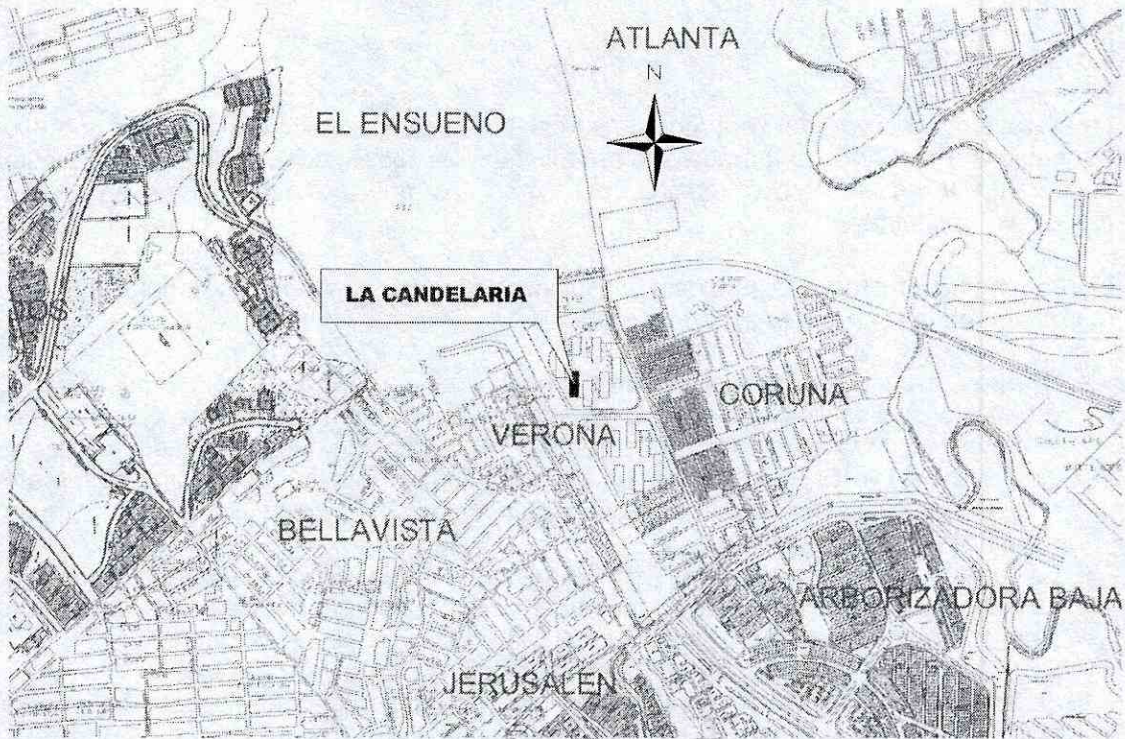 ATLANTA
N
EL ENSUENO
LA CANDELARIA
CORUNA
VERONA
BELLAVISTA
ARBORIZADORA BAJA
JERUSALEN